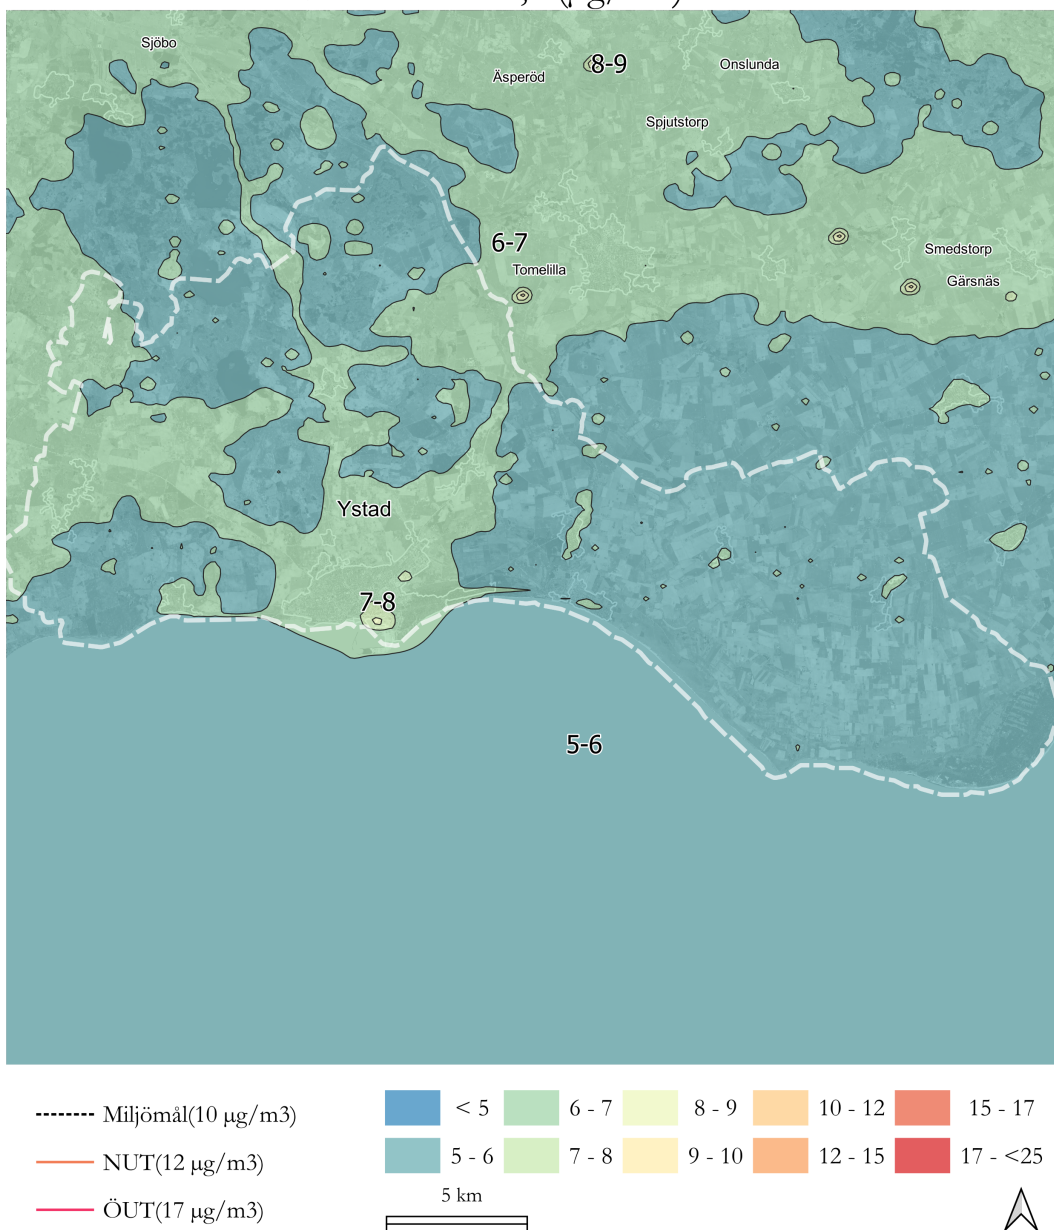 Sjöbo
Äsperöd
8-9
Onslunda
Spjutstorp
6-7
Tomelilla
Smedstorp
Gärsnäs
Ystad
7-8
5-6
Miljömål(10 μg/m3)
NUT(12 μg/m3)
ÖUT(17 μg/m3)
< 5
6 - 7
8 - 9
10 - 12
15 - 17
5 - 6
7 - 8
9 - 10
12 - 15
17 - <25
5 km